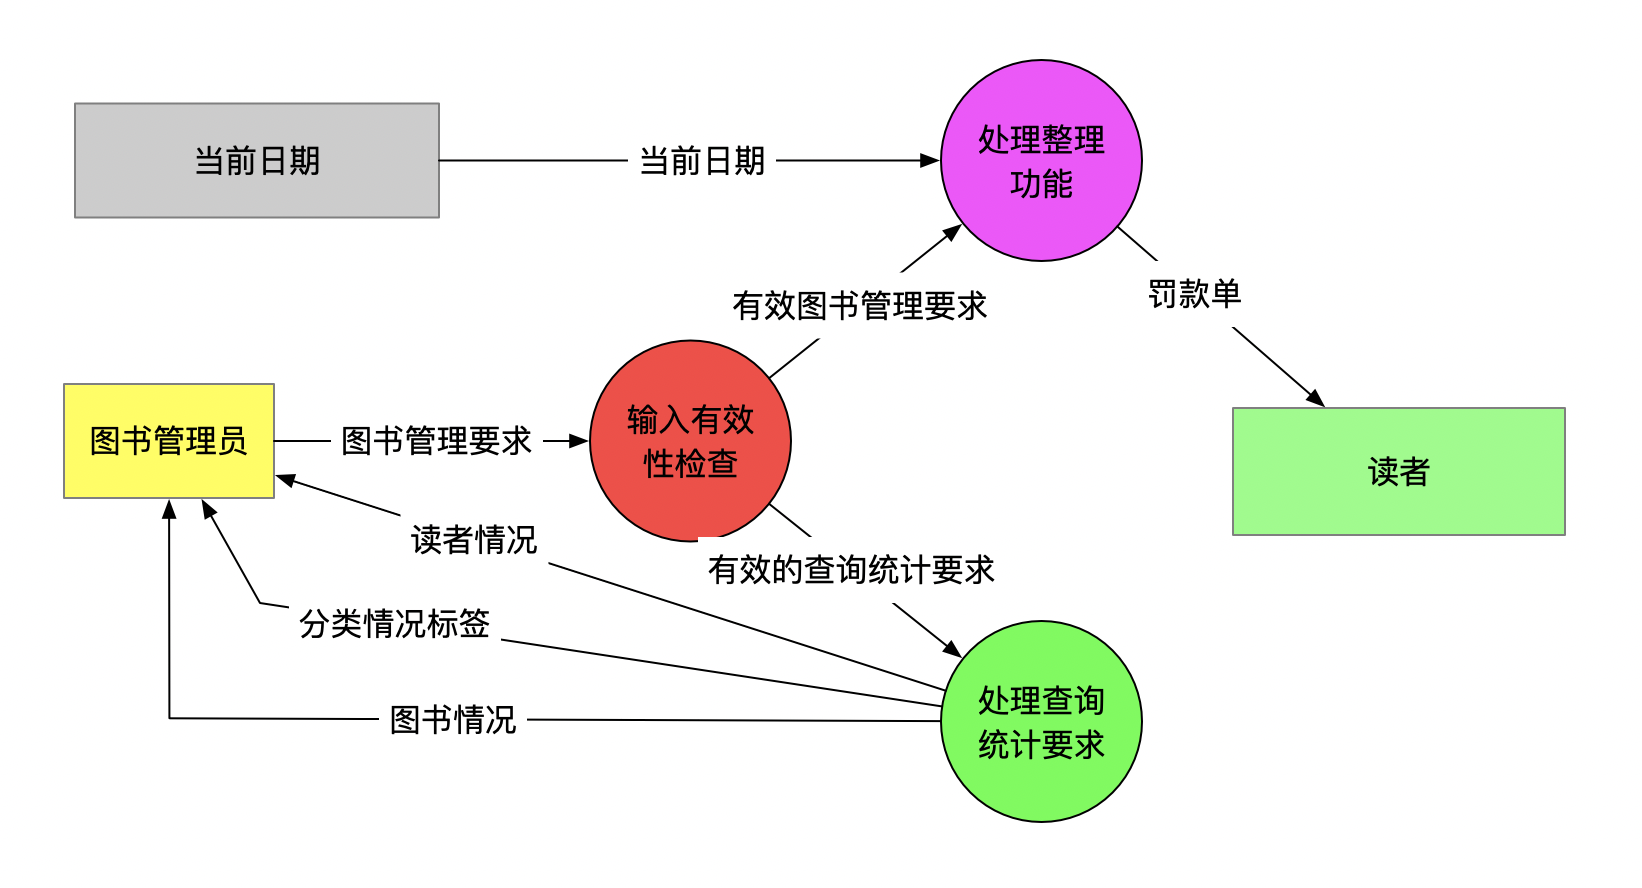 当前日期
当前日期
处理整理
功能
有效图书管理要求
罚款单
图书管理员
图书管理要求
输入有效
性检查
读者
读者情况
有效的查询统计要求
分类情况标签
图书情况
处理查询
统计要求